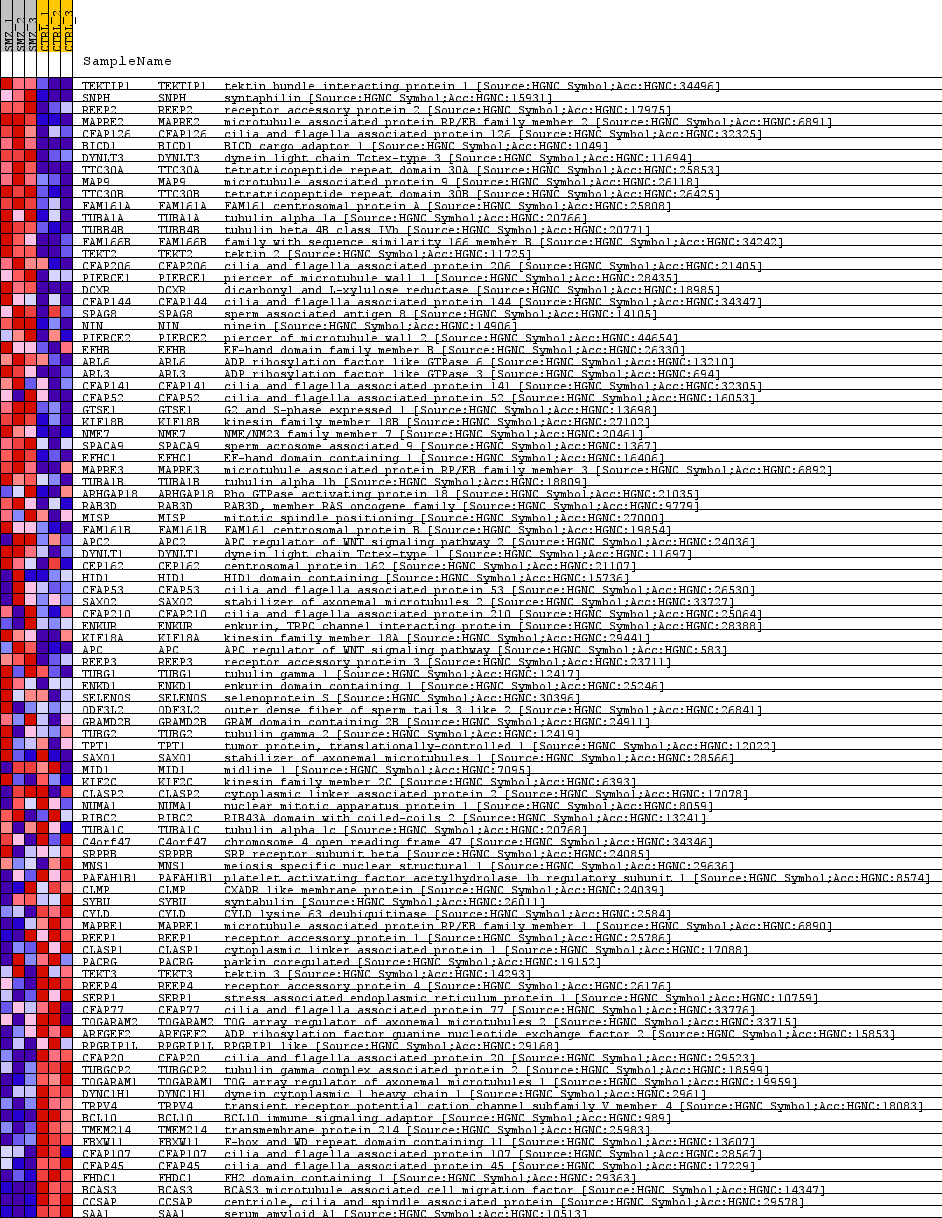 SMZ_1 SMZ_2 SMZ_3 CTRL_1 CTRL_2 CTRL_3
SampleName
TEKTIP1 TEKTIP1 tektin bundle interacting protein 1 [Source:HGNC Symbol;Acc:HGNC:34496]
SNPH SNPH syntaphilin [Source:HGNC Symbol;Acc:HGNC:15931]
REEP2 REEP2 receptor accessory protein 2 [Source:HGNC Symbol;Acc:HGNC:17975]
MAPRE2 MAPRE2 microtubule associated protein RP/EB family member 2 [Source:HGNC Symbol;Acc:HGNC:6891]
CFAP126 CFAP126 cilia and flagella associated protein 126 [Source:HGNC Symbol;Acc:HGNC:32325]
BICD1 BICD1 BICD cargo adaptor 1 [Source:HGNC Symbol;Acc:HGNC:1049]
DYNLT3 DYNLT3 dynein light chain Tctex-type 3 [Source:HGNC Symbol;Acc:HGNC:11694]
TTC30A TTC30A tetratricopeptide repeat domain 30A [Source:HGNC Symbol;Acc:HGNC:25853]
MAP9 MAP9 microtubule associated protein 9 [Source:HGNC Symbol;Acc:HGNC:26118]
TTC30B TTC30B tetratricopeptide repeat domain 30B [Source:HGNC Symbol;Acc:HGNC:26425]
FAM161A FAM161A FAM161 centrosomal protein A [Source:HGNC Symbol;Acc:HGNC:25808]
TUBA1A TUBA1A tubulin alpha 1a [Source:HGNC Symbol;Acc:HGNC:20766]
TUBB4B TUBB4B tubulin beta 4B class IVb [Source:HGNC Symbol;Acc:HGNC:20771]
FAM166B FAM166B family with sequence similarity 166 member B [Source:HGNC Symbol;Acc:HGNC:34242]
TEKT2 TEKT2 tektin 2 [Source:HGNC Symbol;Acc:HGNC:11725]
CFAP206 CFAP206 cilia and flagella associated protein 206 [Source:HGNC Symbol;Acc:HGNC:21405]
PIERCE1 PIERCE1 piercer of microtubule wall 1 [Source:HGNC Symbol;Acc:HGNC:28435]
DCXR DCXR dicarbonyl and L-xylulose reductase [Source:HGNC Symbol;Acc:HGNC:18985]
CFAP144 CFAP144 cilia and flagella associated protein 144 [Source:HGNC Symbol;Acc:HGNC:34347]
SPAG8 SPAG8 sperm associated antigen 8 [Source:HGNC Symbol;Acc:HGNC:14105]
NIN NIN ninein [Source:HGNC Symbol;Acc:HGNC:14906]
PIERCE2 PIERCE2 piercer of microtubule wall 2 [Source:HGNC Symbol;Acc:HGNC:44654]
EFHB EFHB EF-hand domain family member B [Source:HGNC Symbol;Acc:HGNC:26330]
ARL6 ARL6 ADP ribosylation factor like GTPase 6 [Source:HGNC Symbol;Acc:HGNC:13210]
ARL3 ARL3 ADP ribosylation factor like GTPase 3 [Source:HGNC Symbol;Acc:HGNC:694]
CFAP141 CFAP141 cilia and flagella associated protein 141 [Source:HGNC Symbol;Acc:HGNC:32305]
CFAP52 CFAP52 cilia and flagella associated protein 52 [Source:HGNC Symbol;Acc:HGNC:16053]
GTSE1 GTSE1 G2 and S-phase expressed 1 [Source:HGNC Symbol;Acc:HGNC:13698]
KIF18B KIF18B kinesin family member 18B [Source:HGNC Symbol;Acc:HGNC:27102]
NME7 NME7 NME/NM23 family member 7 [Source:HGNC Symbol;Acc:HGNC:20461]
SPACA9 SPACA9 sperm acrosome associated 9 [Source:HGNC Symbol;Acc:HGNC:1367]
EFHC1 EFHC1 EF-hand domain containing 1 [Source:HGNC Symbol;Acc:HGNC:16406]
MAPRE3 MAPRE3 microtubule associated protein RP/EB family member 3 [Source:HGNC Symbol;Acc:HGNC:6892]
TUBA1B TUBA1B tubulin alpha 1b [Source:HGNC Symbol;Acc:HGNC:18809]
ARHGAP18 ARHGAP18 Rho GTPase activating protein 18 [Source:HGNC Symbol;Acc:HGNC:21035]
RAB3D RAB3D RAB3D, member RAS oncogene family [Source:HGNC Symbol;Acc:HGNC:9779]
MISP MISP mitotic spindle positioning [Source:HGNC Symbol;Acc:HGNC:27000]
FAM161B FAM161B FAM161 centrosomal protein B [Source:HGNC Symbol;Acc:HGNC:19854]
APC2 APC2 APC regulator of WNT signaling pathway 2 [Source:HGNC Symbol;Acc:HGNC:24036]
DYNLT1 DYNLT1 dynein light chain Tctex-type 1 [Source:HGNC Symbol;Acc:HGNC:11697]
CEP162 CEP162 centrosomal protein 162 [Source:HGNC Symbol;Acc:HGNC:21107]
HID1 HID1 HID1 domain containing [Source:HGNC Symbol;Acc:HGNC:15736]
CFAP53 CFAP53 cilia and flagella associated protein 53 [Source:HGNC Symbol;Acc:HGNC:26530]
SAXO2 SAXO2 stabilizer of axonemal microtubules 2 [Source:HGNC Symbol;Acc:HGNC:33727]
CFAP210 CFAP210 cilia and flagella associated protein 210 [Source:HGNC Symbol;Acc:HGNC:25064]
ENKUR ENKUR enkurin, TRPC channel interacting protein [Source:HGNC Symbol;Acc:HGNC:28388]
KIF18A KIF18A kinesin family member 18A [Source:HGNC Symbol;Acc:HGNC:29441]
APC APC APC regulator of WNT signaling pathway [Source:HGNC Symbol;Acc:HGNC:583]
REEP3 REEP3 receptor accessory protein 3 [Source:HGNC Symbol;Acc:HGNC:23711]
TUBG1 TUBG1 tubulin gamma 1 [Source:HGNC Symbol;Acc:HGNC:12417]
ENKD1 ENKD1 enkurin domain containing 1 [Source:HGNC Symbol;Acc:HGNC:25246]
SELENOS SELENOS selenoprotein S [Source:HGNC Symbol;Acc:HGNC:30396]
ODF3L2 ODF3L2 outer dense fiber of sperm tails 3 like 2 [Source:HGNC Symbol;Acc:HGNC:26841]
GRAMD2B GRAMD2B GRAM domain containing 2B [Source:HGNC Symbol;Acc:HGNC:24911]
TUBG2 TUBG2 tubulin gamma 2 [Source:HGNC Symbol;Acc:HGNC:12419]
TPT1 TPT1 tumor protein, translationally-controlled 1 [Source:HGNC Symbol;Acc:HGNC:12022]
SAXO1 SAXO1 stabilizer of axonemal microtubules 1 [Source:HGNC Symbol;Acc:HGNC:28566]
MID1 MID1 midline 1 [Source:HGNC Symbol;Acc:HGNC:7095]
KIF2C KIF2C kinesin family member 2C [Source:HGNC Symbol;Acc:HGNC:6393]
CLASP2 CLASP2 cytoplasmic linker associated protein 2 [Source:HGNC Symbol;Acc:HGNC:17078]
NUMA1 NUMA1 nuclear mitotic apparatus protein 1 [Source:HGNC Symbol;Acc:HGNC:8059]
RIBC2 RIBC2 RIB43A domain with coiled-coils 2 [Source:HGNC Symbol;Acc:HGNC:13241]
TUBA1C TUBA1C tubulin alpha 1c [Source:HGNC Symbol;Acc:HGNC:20768]
C4orf47 C4orf47 chromosome 4 open reading frame 47 [Source:HGNC Symbol;Acc:HGNC:34346]
SRPRB SRPRB SRP receptor subunit beta [Source:HGNC Symbol;Acc:HGNC:24085]
MNS1 MNS1 meiosis specific nuclear structural 1 [Source:HGNC Symbol;Acc:HGNC:29636]
PAFAH1B1 PAFAH1B1 platelet activating factor acetylhydrolase 1b regulatory subunit 1 [Source:HGNC Symbol;Acc:HGNC:8574]
CLMP CLMP CXADR like membrane protein [Source:HGNC Symbol;Acc:HGNC:24039]
SYBU SYBU syntabulin [Source:HGNC Symbol;Acc:HGNC:26011]
CYLD CYLD CYLD lysine 63 deubiquitinase [Source:HGNC Symbol;Acc:HGNC:2584]
MAPRE1 MAPRE1 microtubule associated protein RP/EB family member 1 [Source:HGNC Symbol;Acc:HGNC:6890]
REEP1 REEP1 receptor accessory protein 1 [Source:HGNC Symbol;Acc:HGNC:25786]
CLASP1 CLASP1 cytoplasmic linker associated protein 1 [Source:HGNC Symbol;Acc:HGNC:17088]
PACRG PACRG parkin coregulated [Source:HGNC Symbol;Acc:HGNC:19152]
TEKT3 TEKT3 tektin 3 [Source:HGNC Symbol;Acc:HGNC:14293]
REEP4 REEP4 receptor accessory protein 4 [Source:HGNC Symbol;Acc:HGNC:26176]
SERP1 SERP1 stress associated endoplasmic reticulum protein 1 [Source:HGNC Symbol;Acc:HGNC:10759]
CFAP77 CFAP77 cilia and flagella associated protein 77 [Source:HGNC Symbol;Acc:HGNC:33776]
TOGARAM2 TOGARAM2 TOG array regulator of axonemal microtubules 2 [Source:HGNC Symbol;Acc:HGNC:33715]
ARFGEF2 ARFGEF2 ADP ribosylation factor guanine nucleotide exchange factor 2 [Source:HGNC Symbol;Acc:HGNC:15853]
RPGRIP1L RPGRIP1L RPGRIP1 like [Source:HGNC Symbol;Acc:HGNC:29168]
CFAP20 CFAP20 cilia and flagella associated protein 20 [Source:HGNC Symbol;Acc:HGNC:29523]
TUBGCP2 TUBGCP2 tubulin gamma complex associated protein 2 [Source:HGNC Symbol;Acc:HGNC:18599]
TOGARAM1 TOGARAM1 TOG array regulator of axonemal microtubules 1 [Source:HGNC Symbol;Acc:HGNC:19959]
DYNC1H1 DYNC1H1 dynein cytoplasmic 1 heavy chain 1 [Source:HGNC Symbol;Acc:HGNC:2961]
TRPV4 TRPV4 transient receptor potential cation channel subfamily V member 4 [Source:HGNC Symbol;Acc:HGNC:18083]
BCL10 BCL10 BCL10 immune signaling adaptor [Source:HGNC Symbol;Acc:HGNC:989]
TMEM214 TMEM214 transmembrane protein 214 [Source:HGNC Symbol;Acc:HGNC:25983]
FBXW11 FBXW11 F-box and WD repeat domain containing 11 [Source:HGNC Symbol;Acc:HGNC:13607]
CFAP107 CFAP107 cilia and flagella associated protein 107 [Source:HGNC Symbol;Acc:HGNC:28567]
CFAP45 CFAP45 cilia and flagella associated protein 45 [Source:HGNC Symbol;Acc:HGNC:17229]
FHDC1 FHDC1 FH2 domain containing 1 [Source:HGNC Symbol;Acc:HGNC:29363]
BCAS3 BCAS3 BCAS3 microtubule associated cell migration factor [Source:HGNC Symbol;Acc:HGNC:14347]
CCSAP CCSAP centriole, cilia and spindle associated protein [Source:HGNC Symbol;Acc:HGNC:29578]
SAA1 SAA1 serum amyloid A1 [Source:HGNC Symbol;Acc:HGNC:10513]